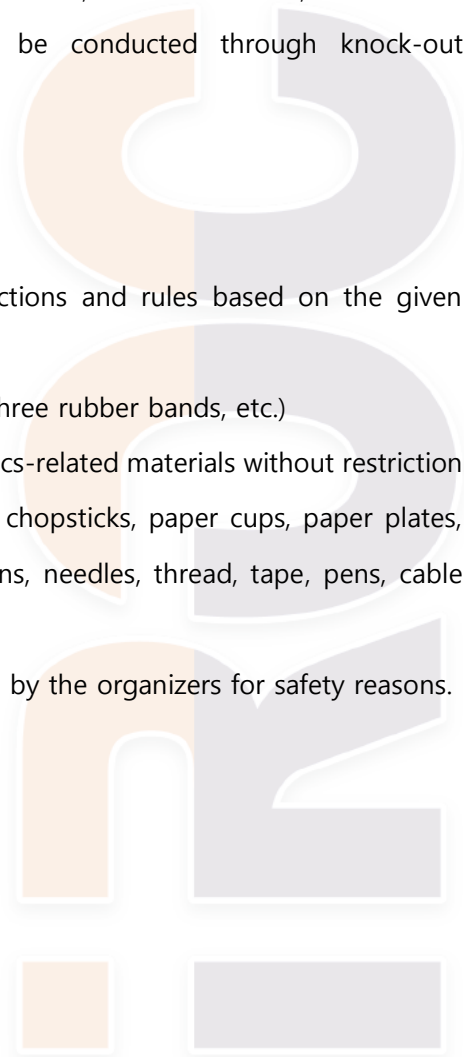 be conducted through knock-out
ctions and rules based on the given
hree rubber bands, etc.)
cs-related materials without restriction
chopsticks, paper cups, paper plates,
ns, needles, thread, tape, pens, cable
by the organizers for safety reasons.